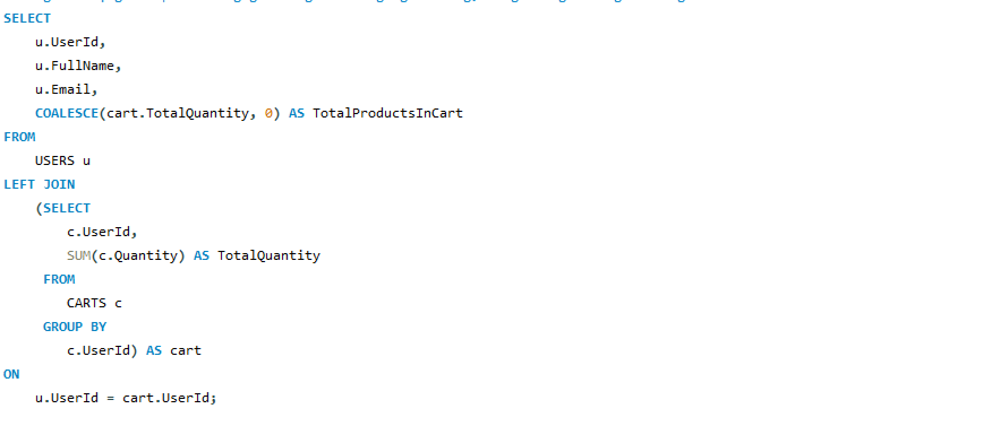 SELECT
    u.UserId,
    u.FullName,
    u.Email,
    COALESCE(cart.TotalQuantity, 0) AS TotalProductsInCart
FROM
    USERS u
LEFT JOIN
    (SELECT
        c.UserId,
        SUM(c.Quantity) AS TotalQuantity
     FROM
        CARTS c
     GROUP BY
        c.UserId) AS cart
ON
    u.UserId = cart.UserId;